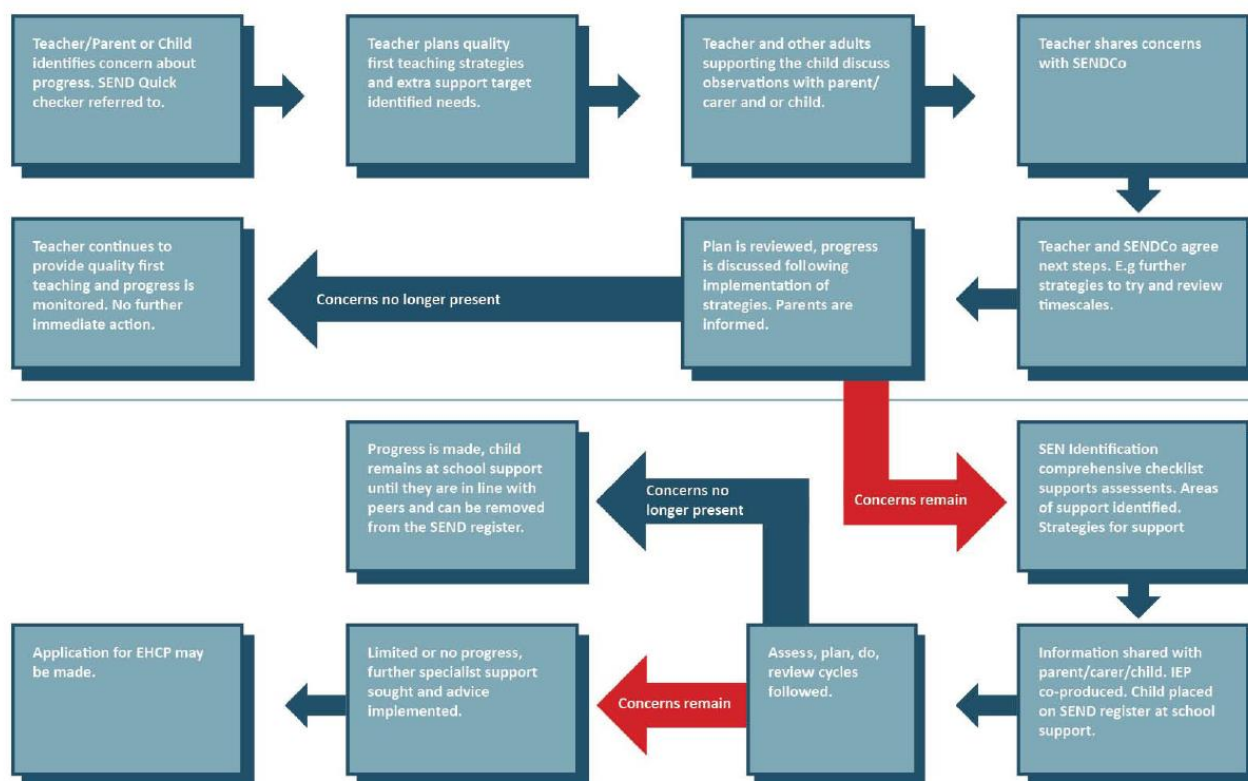 Teacher/Parent or Child
identifies concern about
progress. SEND Quick
checker referred to.
Teacher plans quality
first teaching strategies
and extra support target
identified needs.
Teacher and other adults
supporting the child discuss
observations with parent/
carer and or child.
Teacher shares concerns
with SENDCo
Teacher continues to
provide quality first
teaching and progress is
monitored. No further
immediate action.
Concerns no longer present
Plan is reviewed, progress
is discussed following
implementation of
strategies. Parents are
informed.
Teacher and SENDCo agree
next steps. E.g further
strategies to try and review
timescales.
Progress is made, child
remains at school support
until they are in line with
peers and can be removed
from the SEND register.
Concerns no
longer present
Concerns remain
SEN Identification
comprehensive checklist
supports assessents. Areas
of support identified.
Strategies for support
Application for EHCP may
be made.
Limited or no progress,
further specialist support
sought and advice
implemented.
Concerns remain
Assess, plan, do,
review cycles
followed.
Information shared with
parent/carer/child. IEP
co-produced. Child placed
on SEND register at school
support.